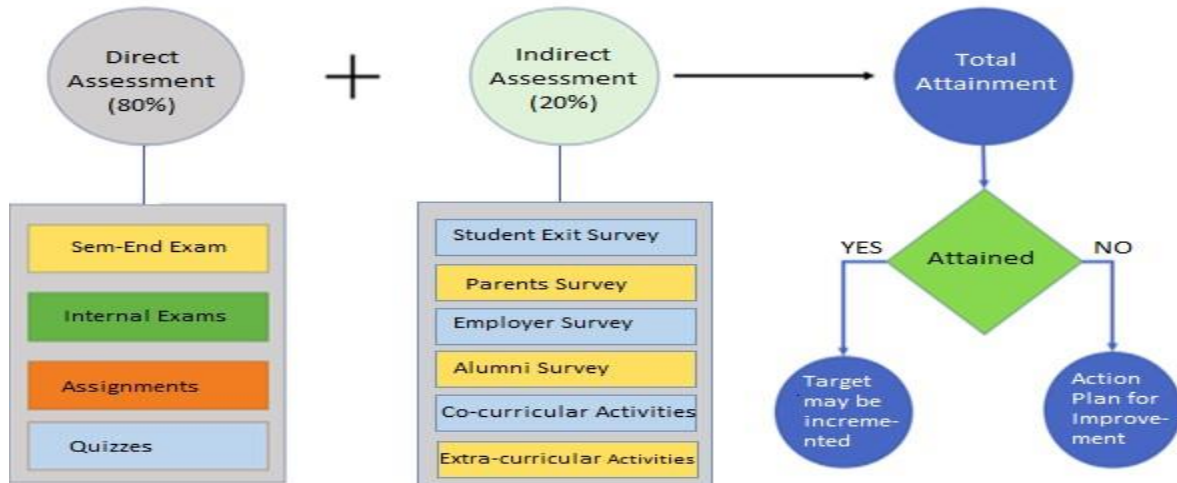 Direct
Assessment
(80%)
+
Indirect
Assessment
(20%)
Total
Attainment
Sem-End Exam
Internal Exams
Assignments
Quizzes
Student Exit Survey
Parents Survey
Employer Survey
Alumni Survey
Co-curricular Activities
Extra-curricular Activities
YES
Attained
NO
Target
may be
increme-
nted
Action
Plan for
Improve-
ment